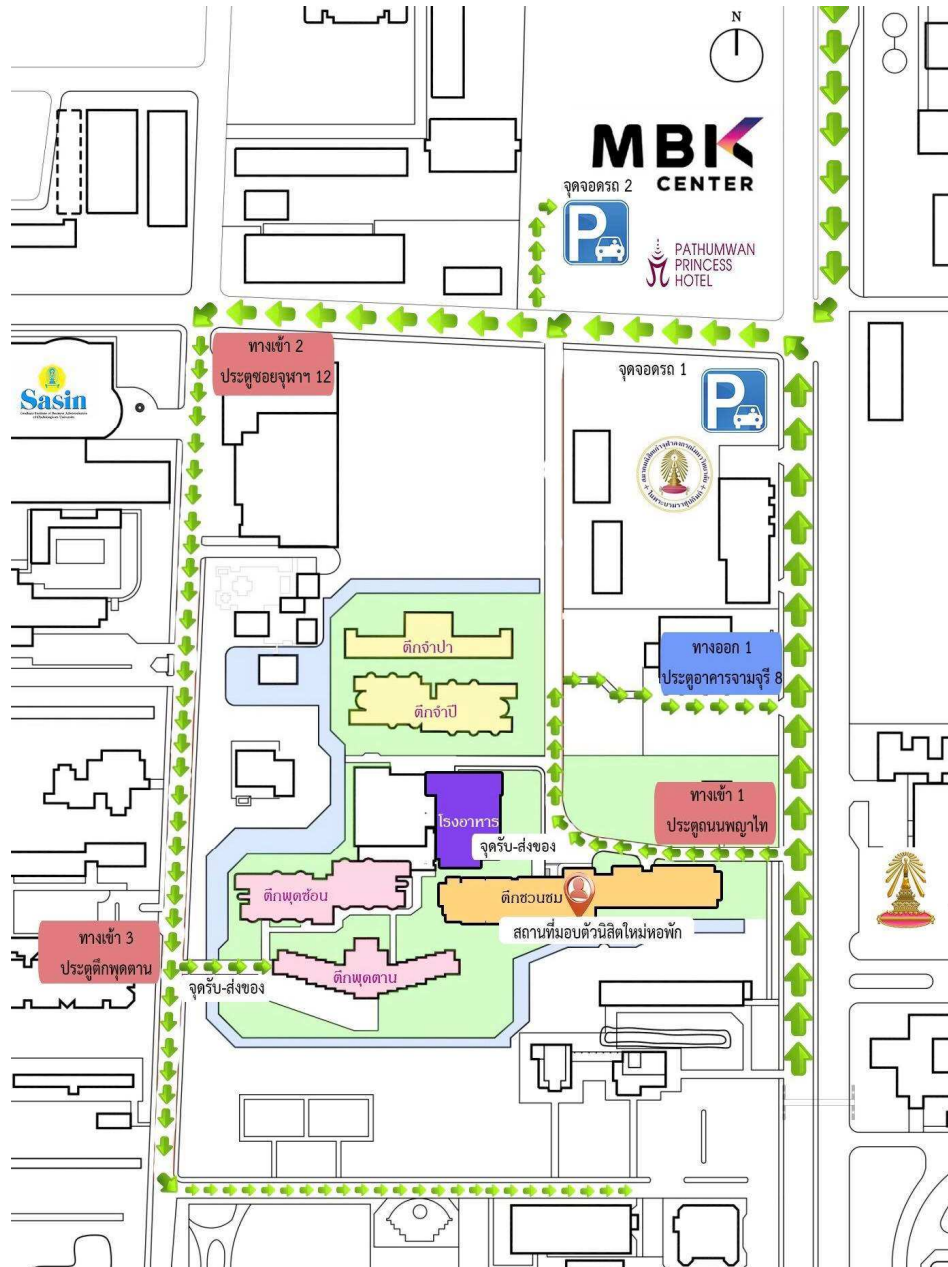 N
MBK
CENTER
จุดจอดรถ 2
P
PATHUMWAN
PRINCESS
HOTEL
ทางเข้า 2
ประตูซอยจุฬาฯ 12
Sasin
จุดจอดรถ 1
P
ตึกจำปา
ตึกจำปี
ทางออก 1
ประตูอาคารจามจุรี 8
ทางเข้า 1
ประตูถนนพญาไท
โรงอาหาร
จุดรับ-ส่งของ
ตึกพุดซ้อน
ตึกชวนชม
สถานที่มอบตัวนิสิตใหม่หอพัก
ทางเข้า 3
ประตูตึกพุดตาน
ตึกพุดตาน
จุดรับ-ส่งของ